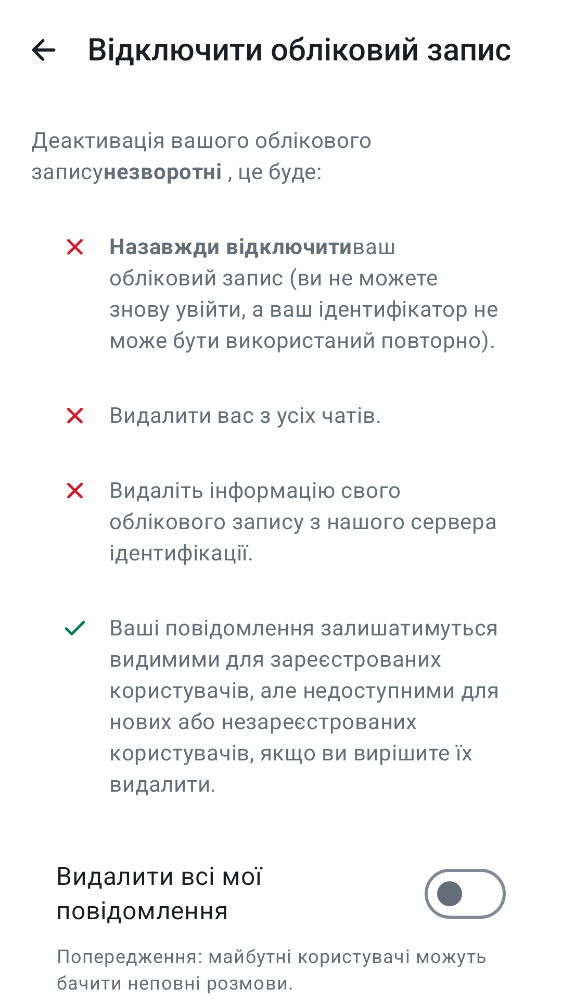 Відключити обліковий запис
Деактивація вашого облікового
записунезворотні , це буде:
Назавжди відключитиваш
обліковий запис (ви не можете
знову увійти, а ваш ідентифікатор не
може бути використаний повторно).
Видалити вас з усіх чатів.
Видаліть інформацію свого
облікового запису з нашого сервера
ідентифікації.
Ваші повідомлення залишатимуться
видимими для зареєстрованих
користувачів, але недоступними для
нових або незареєстрованих
користувачів, якщо ви вирішите їх
видалити.
Видалити всі мої
повідомлення
Попередження: майбутні користувачі можуть
бачити неповні розмови.